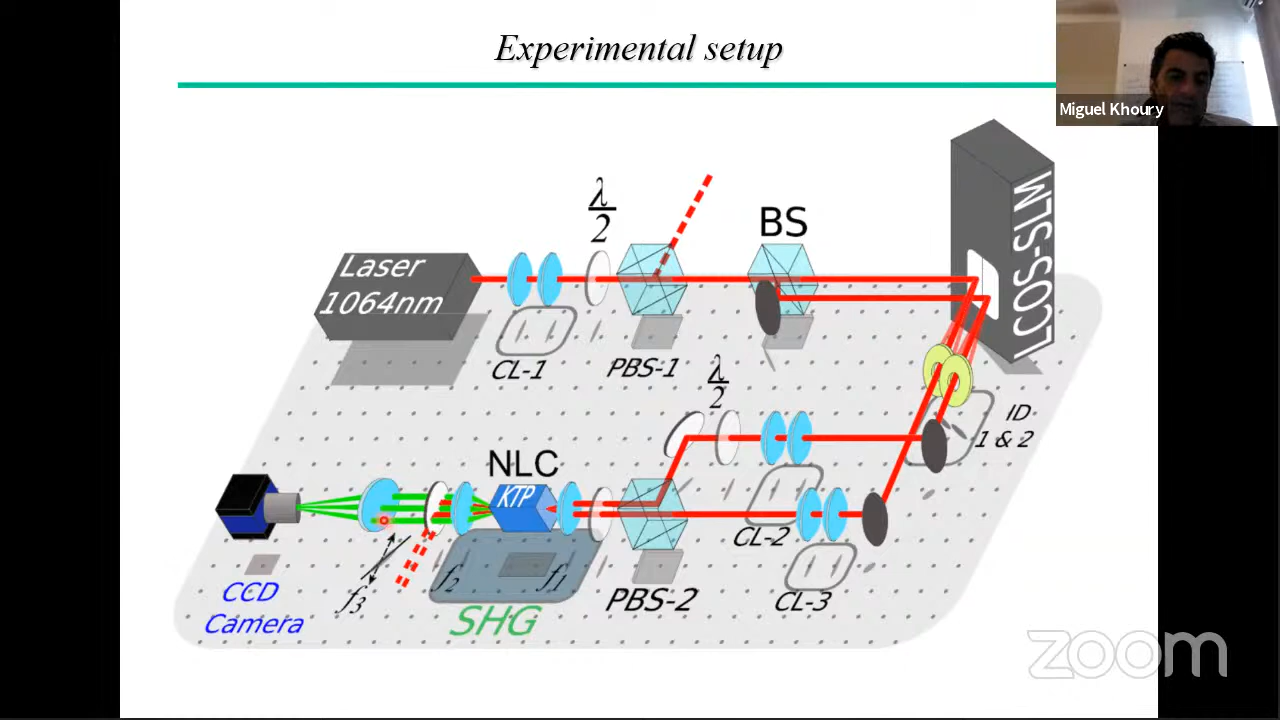 Experimental setup
Miguel Khoury
λ/2
BS
LCOS-SLM
Laser
1064nm
CL-1
PBS-1
λ/2
ID
1 & 2
NLC
KTP
CL-2
CL-3
f₃
f₂
f₁
PBS-2
SHG
CCD
Camera
zoom